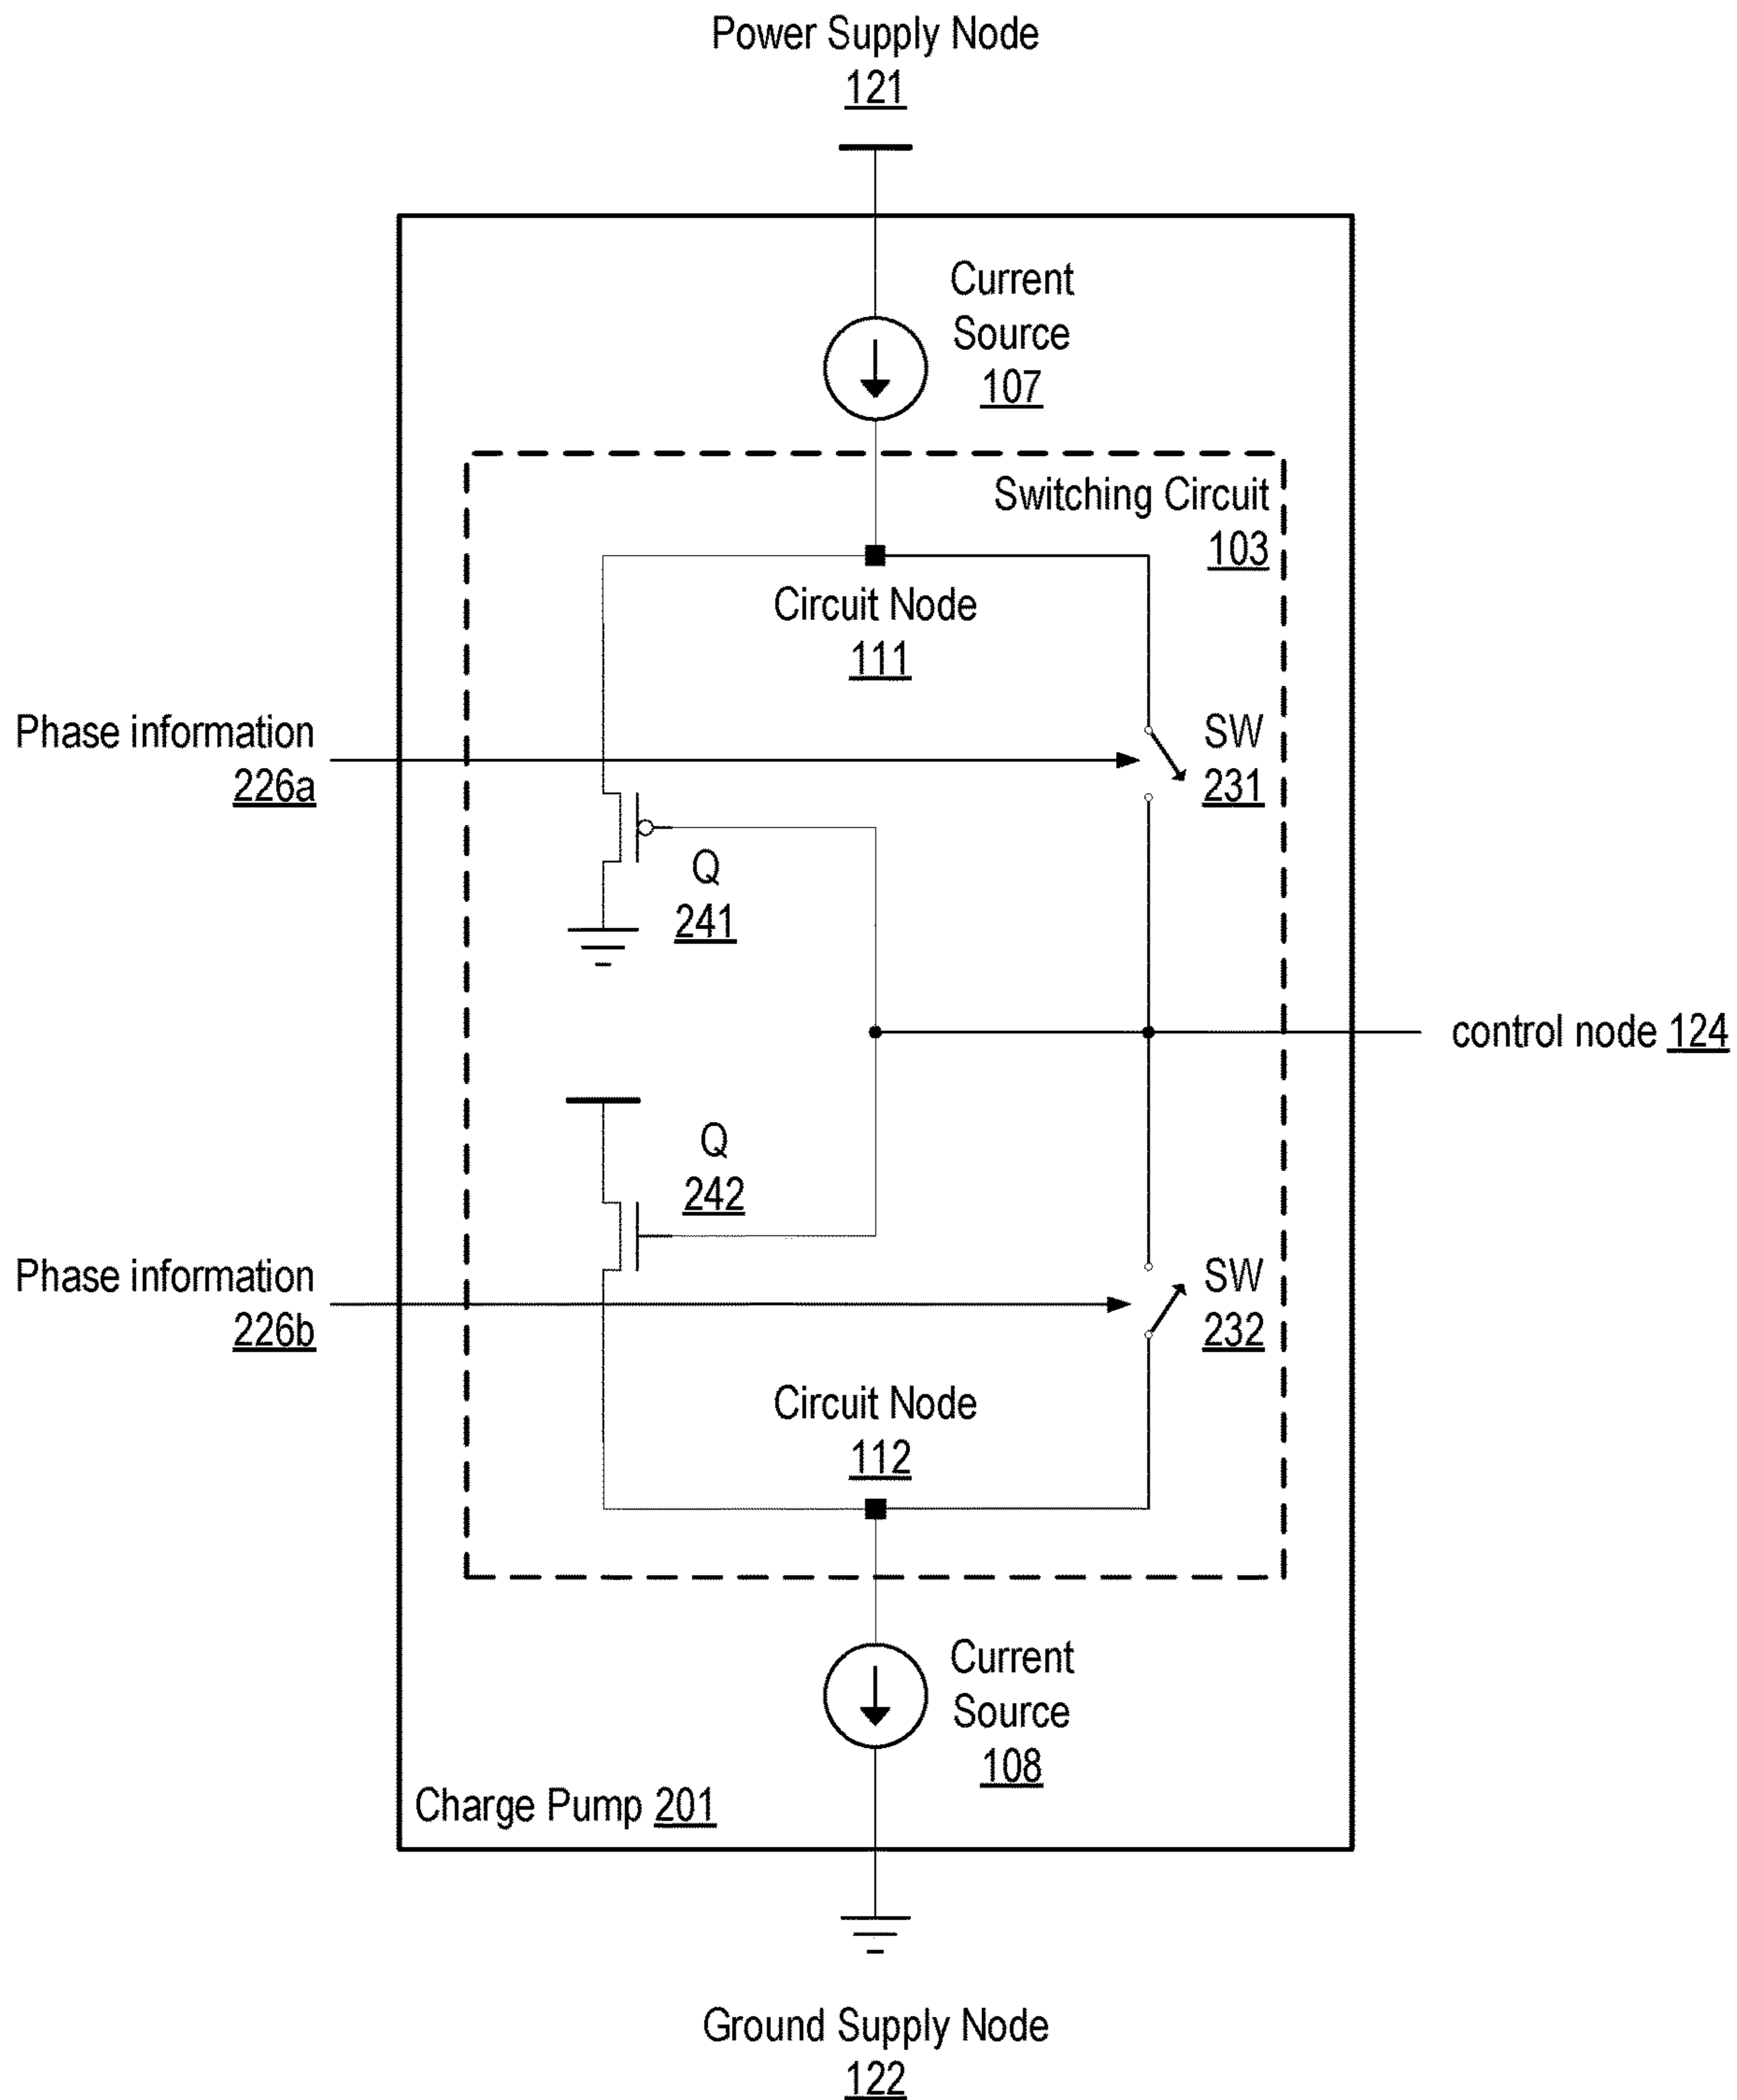 Power Supply Node
121
Current
Source
107
Switching Circuit
103
Circuit Node
111
Phase information
226a
SW
231
Q
241
control node 124
Q
242
Phase information
226b
SW
232
Circuit Node
112
Current
Source
108
Charge Pump 201
Ground Supply Node
122